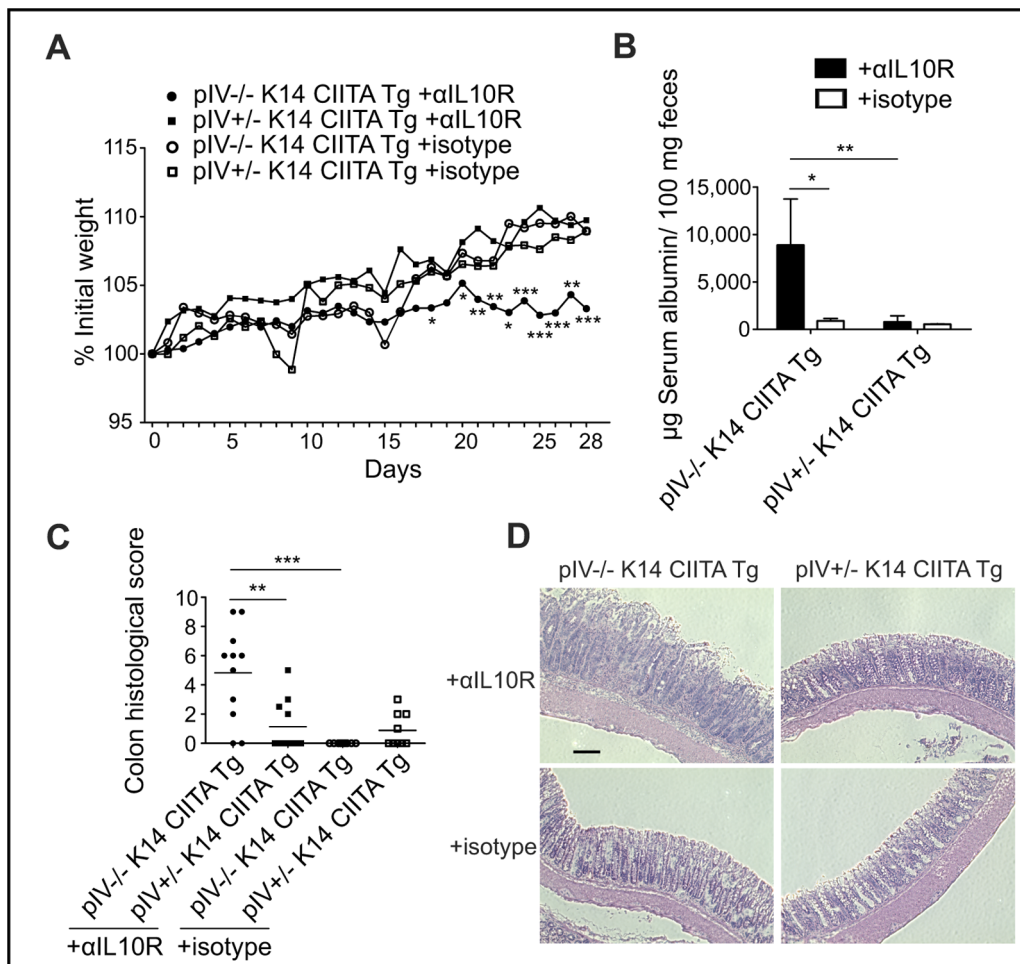 A
pIV-/- K14 CIITA Tg +αIL10R
pIV+/- K14 CIITA Tg +αIL10R
pIV-/- K14 CIITA Tg +isotype
pIV+/- K14 CIITA Tg +isotype
% Initial weight
115
110
105
100
95
* * ** ** * *** *** *** ** ***
0 5 10 15 20 25 28
Days
B
+αIL10R
+isotype
µg Serum albumin/ 100 mg feces
**
*
15,000
10,000
5,000
0
pIV-/- K14 CIITA Tg
pIV+/- K14 CIITA Tg
C
Colon histological score
***
**
10
8
6
4
2
0
pIV-/- K14 CIITA Tg
pIV+/- K14 CIITA Tg
pIV-/- K14 CIITA Tg
pIV+/- K14 CIITA Tg
+αIL10R +isotype
D
pIV-/- K14 CIITA Tg pIV+/- K14 CIITA Tg
+αIL10R
+isotype